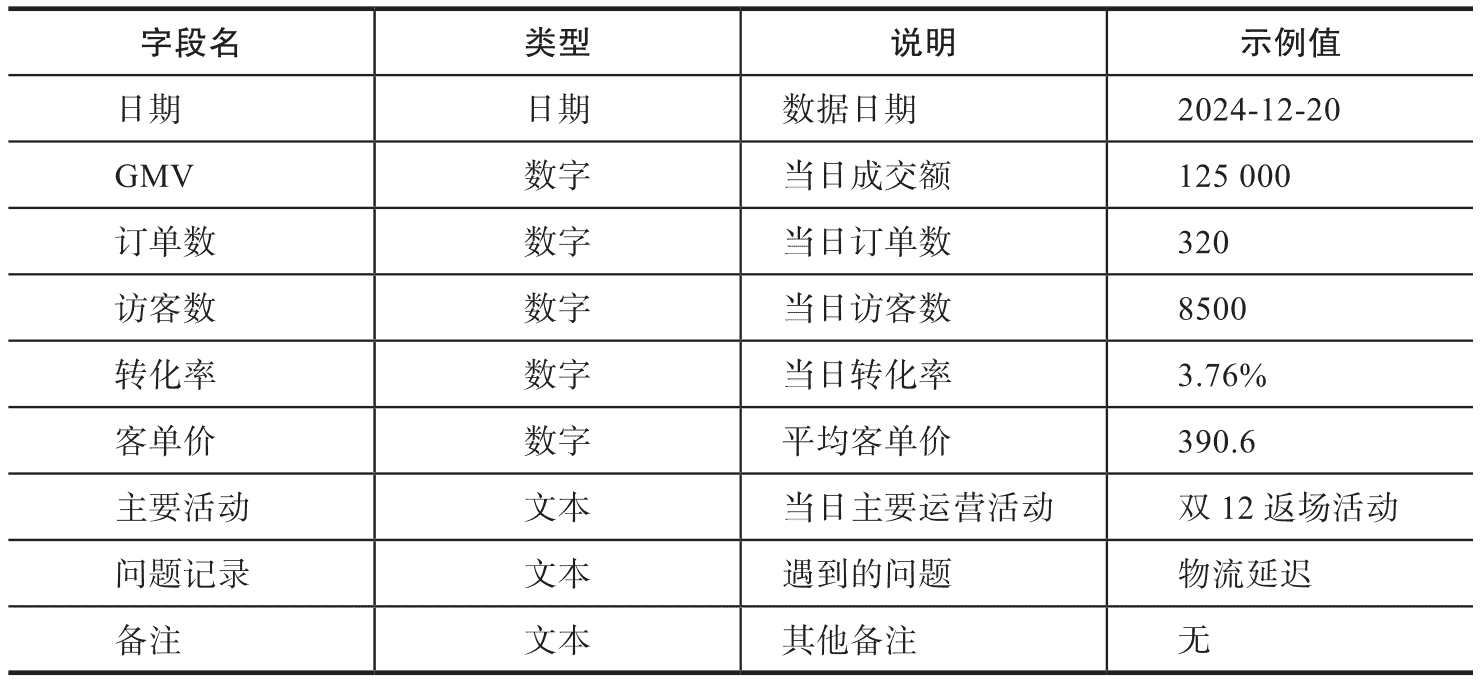 字段名 类型 说明 示例值
日期 日期 数据日期 2024-12-20
GMV 数字 当日成交额 125 000
订单数 数字 当日订单数 320
访客数 数字 当日访客数 8500
转化率 数字 当日转化率 3.76%
客单价 数字 平均客单价 390.6
主要活动 文本 当日主要运营活动 双 12 返场活动
问题记录 文本 遇到的问题 物流延迟
备注 文本 其他备注 无